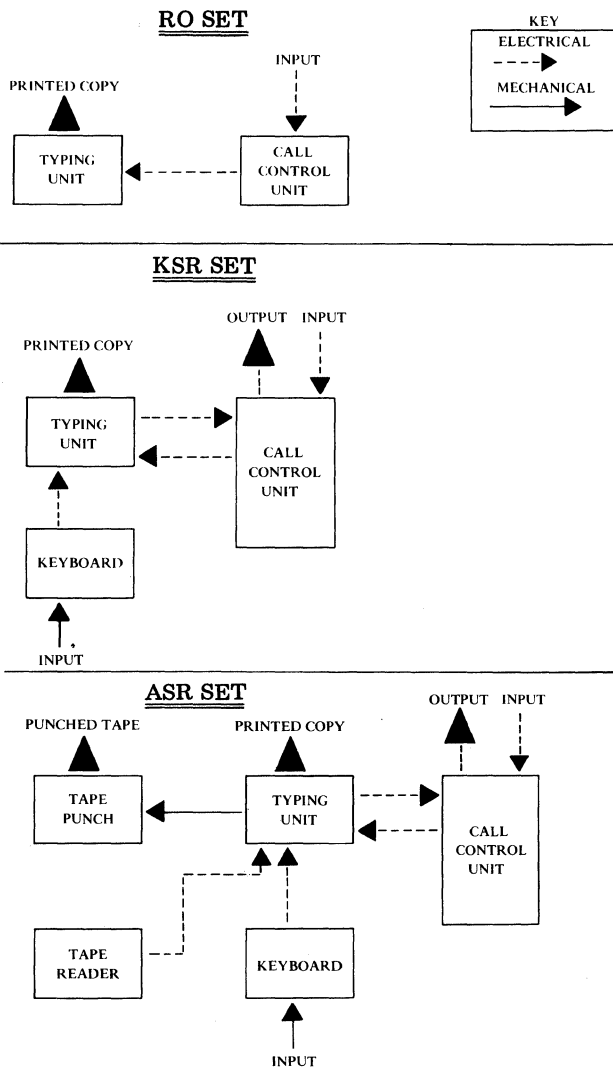 RO SET
KEY
ELECTRICAL
MECHANICAL
INPUT
PRINTED COPY
TYPING
UNIT
CALL
CONTROL
UNIT
KSR SET
OUTPUT INPUT
PRINTED COPY
TYPING
UNIT
CALL
CONTROL
UNIT
KEYBOARD
INPUT
ASR SET
OUTPUT INPUT
PUNCHED TAPE
PRINTED COPY
TAPE
PUNCH
TYPING
UNIT
CALL
CONTROL
UNIT
TAPE
READER
KEYBOARD
INPUT